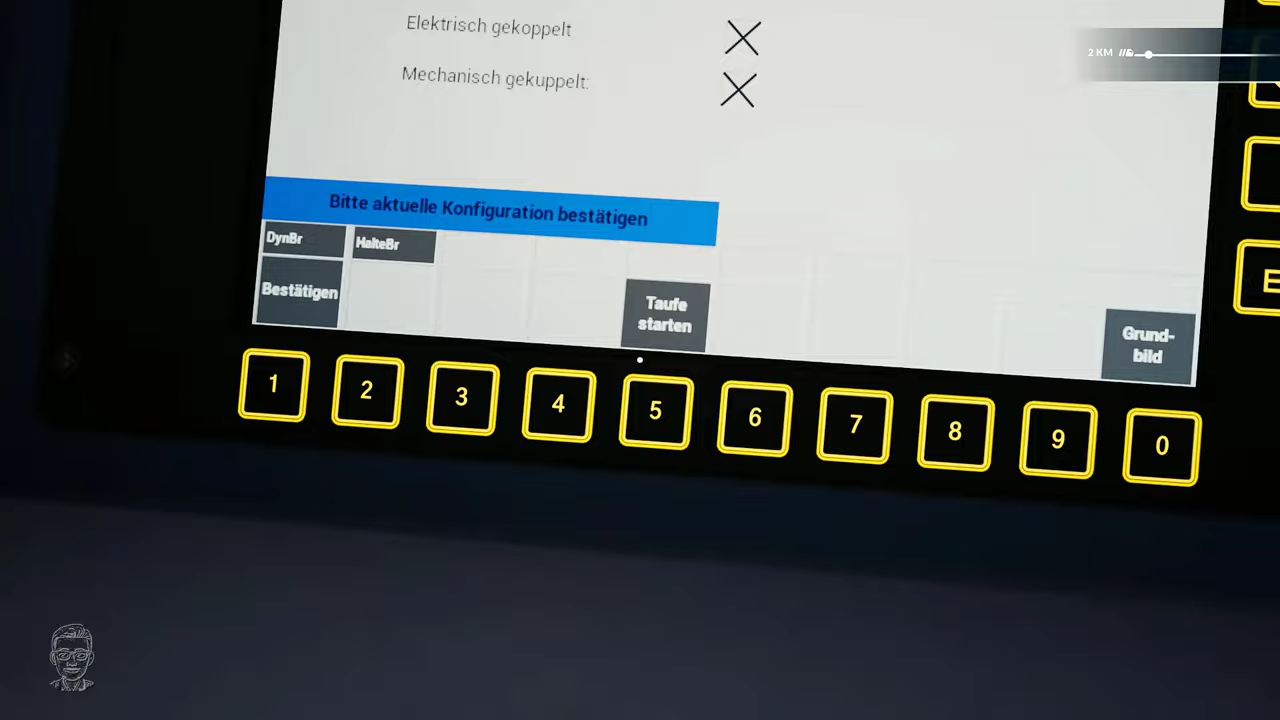 Elektrisch gekoppelt
2 KM
Mechanisch gekuppelt:
Bitte aktuelle Konfiguration bestätigen
DynBr
HalteBr
Bestätigen
Taufe
starten
Grund-
bild
E
1
2
3
4
5
6
7
8
9
0